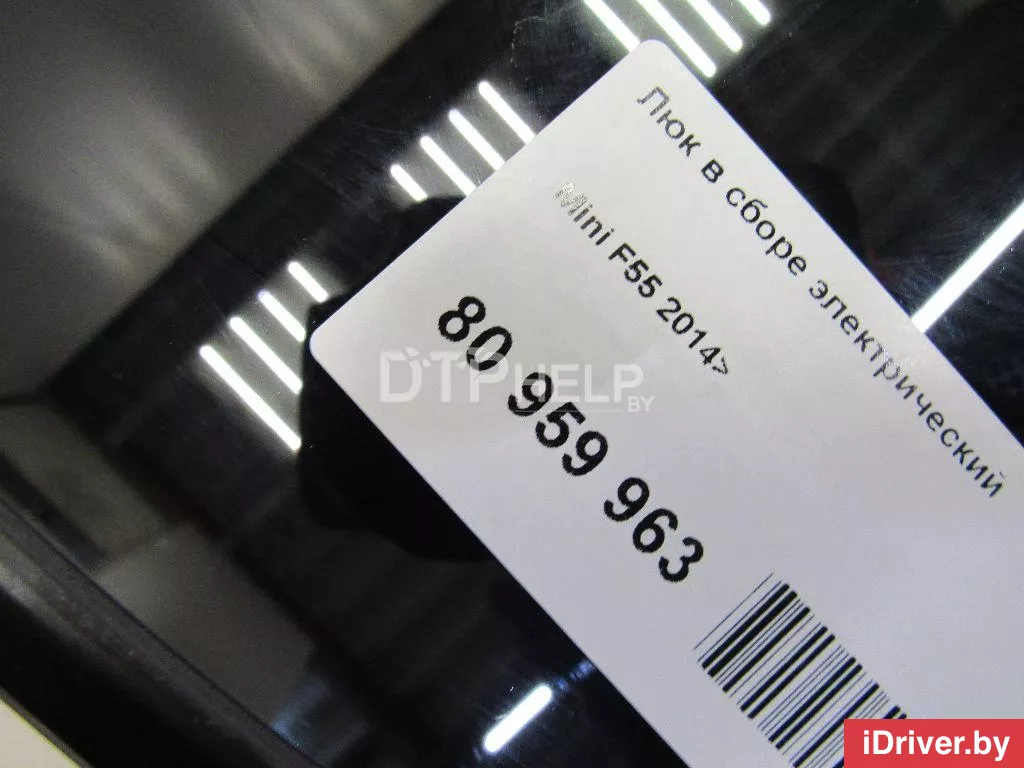 Люк в сборе электрический
Mini F55 2014>
80 959 963
DTPHELP
.BY
iDriver.by